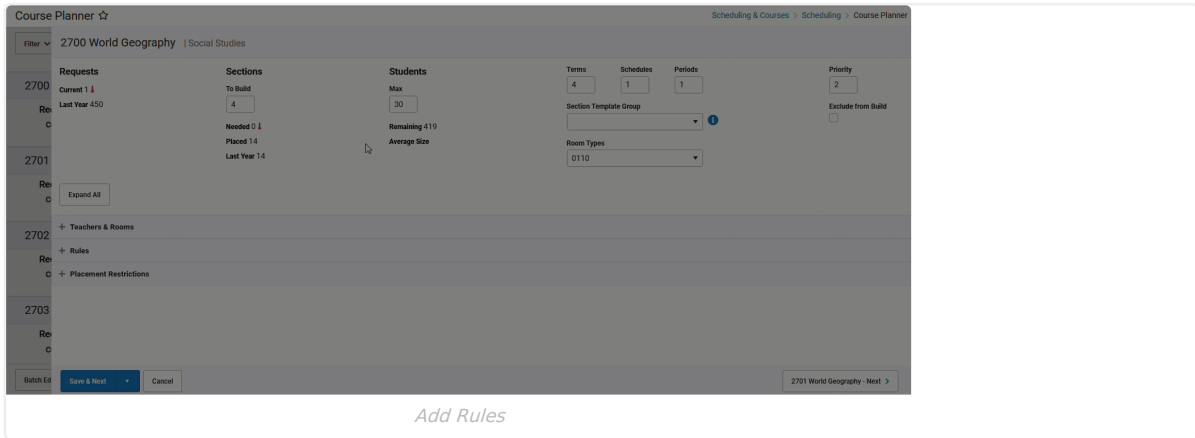 Course Planner
Scheduling & Courses > Scheduling > Course Planner
Filter
2700 World Geography | Social Studies
Requests
Current 1
Last Year 450
Sections
To Build
4
Needed 0
Placed 14
Last Year 14
Students
Max
30
Remaining 419
Average Size
Terms
4
Schedules
1
Periods
1
Section Template Group
Room Types
0110
Priority
2
Exclude from Build
2700
Re
C
2701
Re
C
2702
Re
C
2703
Re
C
Expand All
+ Teachers & Rooms
+ Rules
+ Placement Restrictions
Batch Ed
Save & Next
Cancel
2701 World Geography - Next >
Add Rules